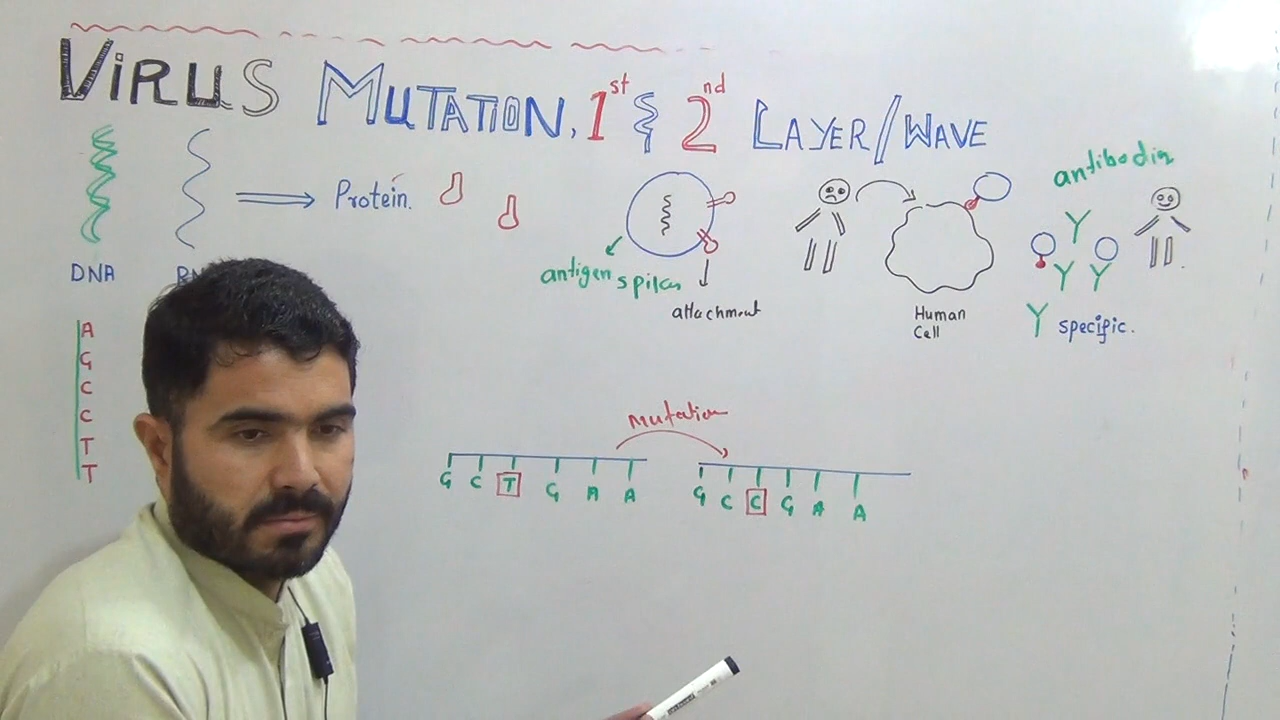 VIRUS MUTATION, 1st & 2nd LAYER/WAVE
Protein.
antibodies
DNA
antigen spikes
attachment
Human
Cell
Y specific.
A
G
C
C
T
T
Mutation
G C T G A A
G C C G A A